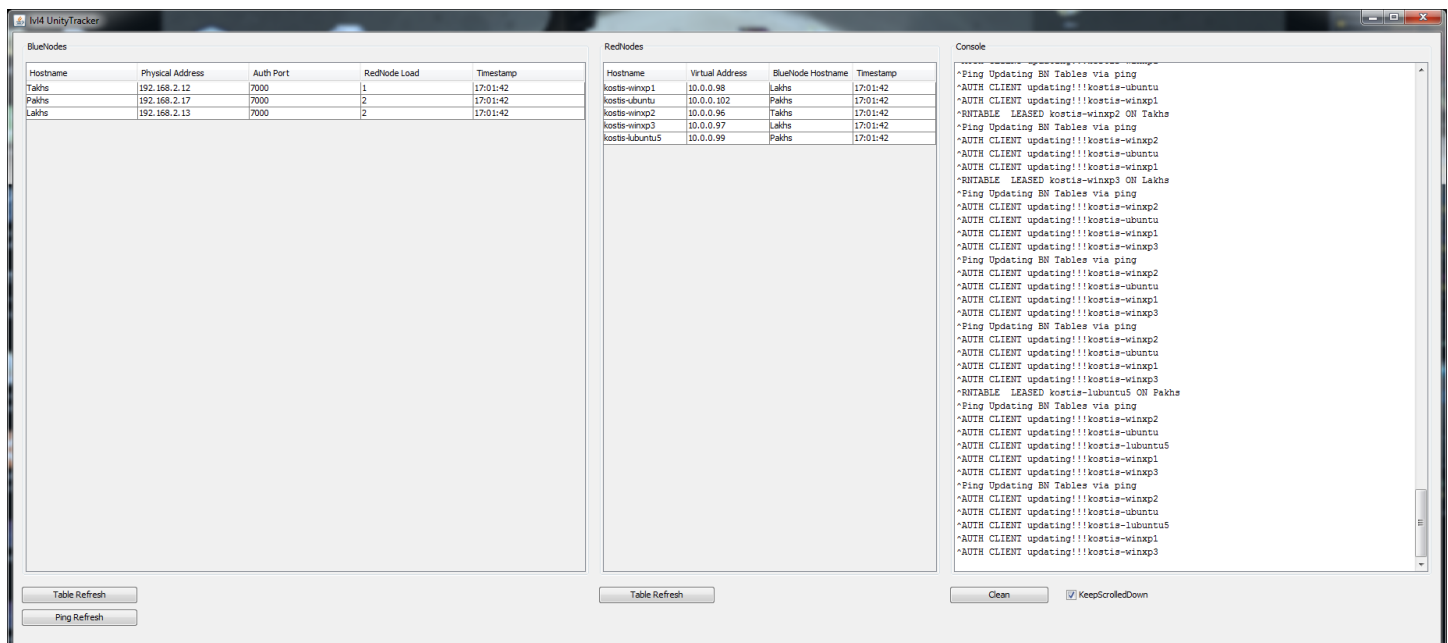 lvl4 UnityTracker
BlueNodes
Hostname Physical Address Auth Port RedNode Load Timestamp
Takhs 192.168.2.12 7000 1 17:01:42
Pakhs 192.168.2.17 7000 2 17:01:42
Lakhs 192.168.2.13 7000 2 17:01:42
Table Refresh
Ping Refresh
RedNodes
Hostname Virtual Address BlueNode Hostname Timestamp
kostis-winxp1 10.0.0.98 Lakhs 17:01:42
kostis-ubuntu 10.0.0.102 Pakhs 17:01:42
kostis-winxp2 10.0.0.96 Takhs 17:01:42
kostis-winxp3 10.0.0.97 Lakhs 17:01:42
kostis-lubuntu5 10.0.0.99 Pakhs 17:01:42
Table Refresh
Console
^AUTH CLIENT updating!!!kostis-winxp1
^Ping Updating BN Tables via ping
^AUTH CLIENT updating!!!kostis-ubuntu
^AUTH CLIENT updating!!!kostis-winxp1
^RNTABLE  LEASED kostis-winxp2 ON Takhs
^Ping Updating BN Tables via ping
^AUTH CLIENT updating!!!kostis-winxp2
^AUTH CLIENT updating!!!kostis-ubuntu
^AUTH CLIENT updating!!!kostis-winxp1
^RNTABLE  LEASED kostis-winxp3 ON Lakhs
^Ping Updating BN Tables via ping
^AUTH CLIENT updating!!!kostis-winxp2
^AUTH CLIENT updating!!!kostis-ubuntu
^AUTH CLIENT updating!!!kostis-winxp1
^AUTH CLIENT updating!!!kostis-winxp3
^Ping Updating BN Tables via ping
^AUTH CLIENT updating!!!kostis-winxp2
^AUTH CLIENT updating!!!kostis-ubuntu
^AUTH CLIENT updating!!!kostis-winxp1
^AUTH CLIENT updating!!!kostis-winxp3
^Ping Updating BN Tables via ping
^AUTH CLIENT updating!!!kostis-winxp2
^AUTH CLIENT updating!!!kostis-ubuntu
^AUTH CLIENT updating!!!kostis-winxp1
^AUTH CLIENT updating!!!kostis-winxp3
^RNTABLE  LEASED kostis-lubuntu5 ON Pakhs
^Ping Updating BN Tables via ping
^AUTH CLIENT updating!!!kostis-winxp2
^AUTH CLIENT updating!!!kostis-ubuntu
^AUTH CLIENT updating!!!kostis-lubuntu5
^AUTH CLIENT updating!!!kostis-winxp1
^AUTH CLIENT updating!!!kostis-winxp3
^Ping Updating BN Tables via ping
^AUTH CLIENT updating!!!kostis-winxp2
^AUTH CLIENT updating!!!kostis-ubuntu
^AUTH CLIENT updating!!!kostis-lubuntu5
^AUTH CLIENT updating!!!kostis-winxp1
^AUTH CLIENT updating!!!kostis-winxp3
Clean KeepScrolledDown